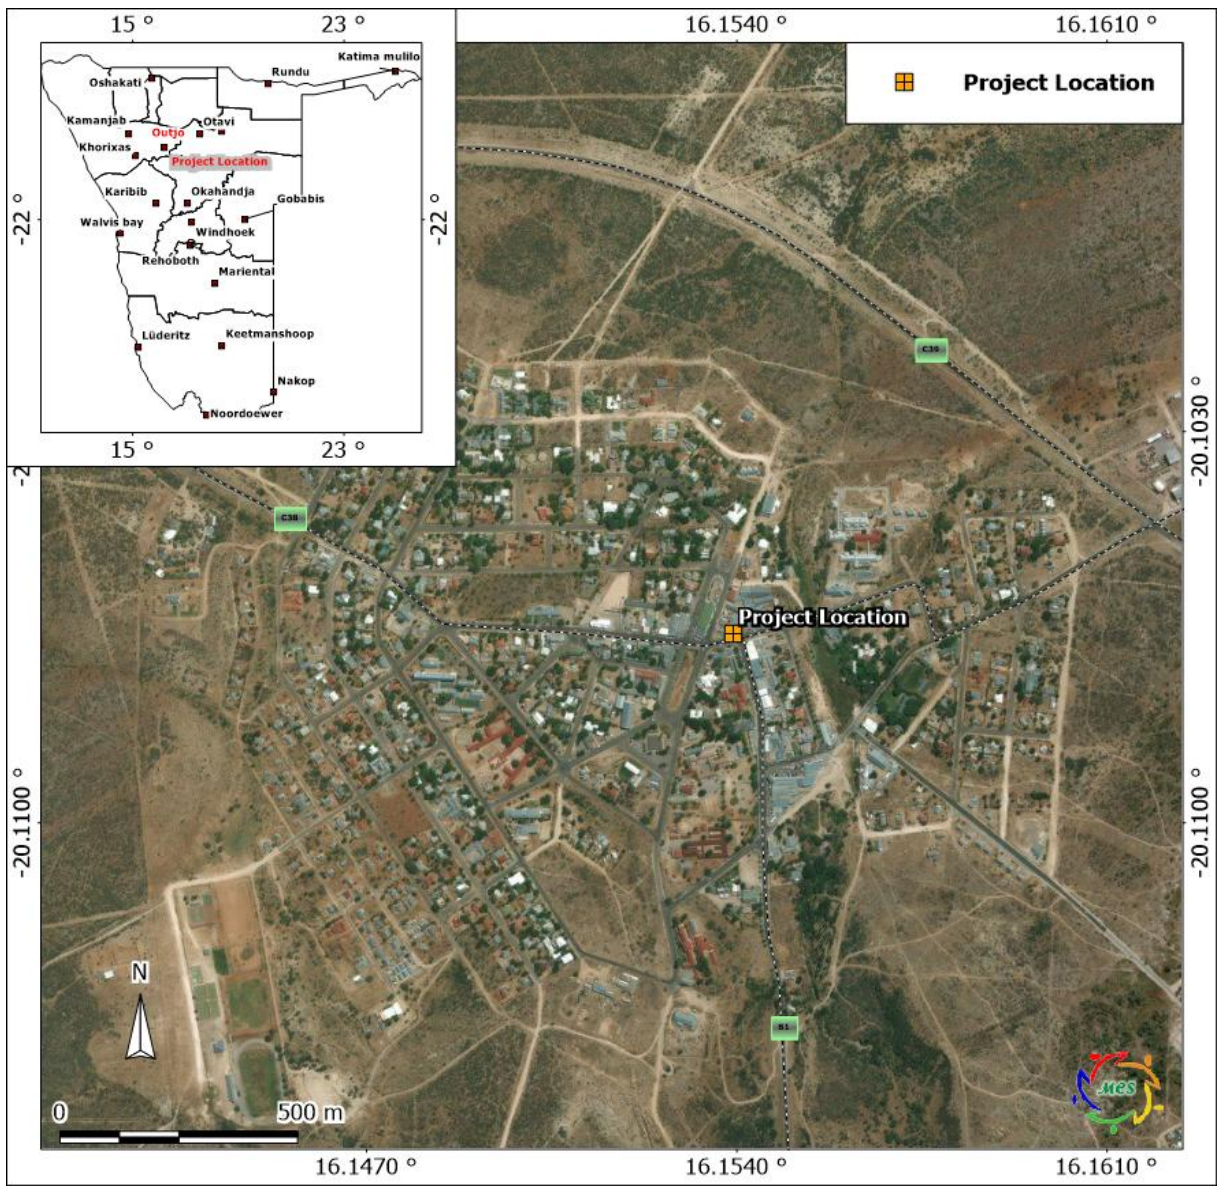 15 °
23 °
16.1540 °
16.1610 °
Katima mulilo
Rundu
Oshakati
Kamanjab
Otavi
Outjo
Khorixas
Project Location
Karibib
Okahandja
Gobabis
Walvis bay
Windhoek
Rehoboth
Mariental
Lüderitz
Keetmanshoop
Nakop
Noordoewer
-22 °
-22 °
15 °
23 °
Project Location
C39
-20.1030 °
C38
Project Location
-20.1100 °
-20.1100 °
B1
N
MCS
0
500 m
16.1470 °
16.1540 °
16.1610 °